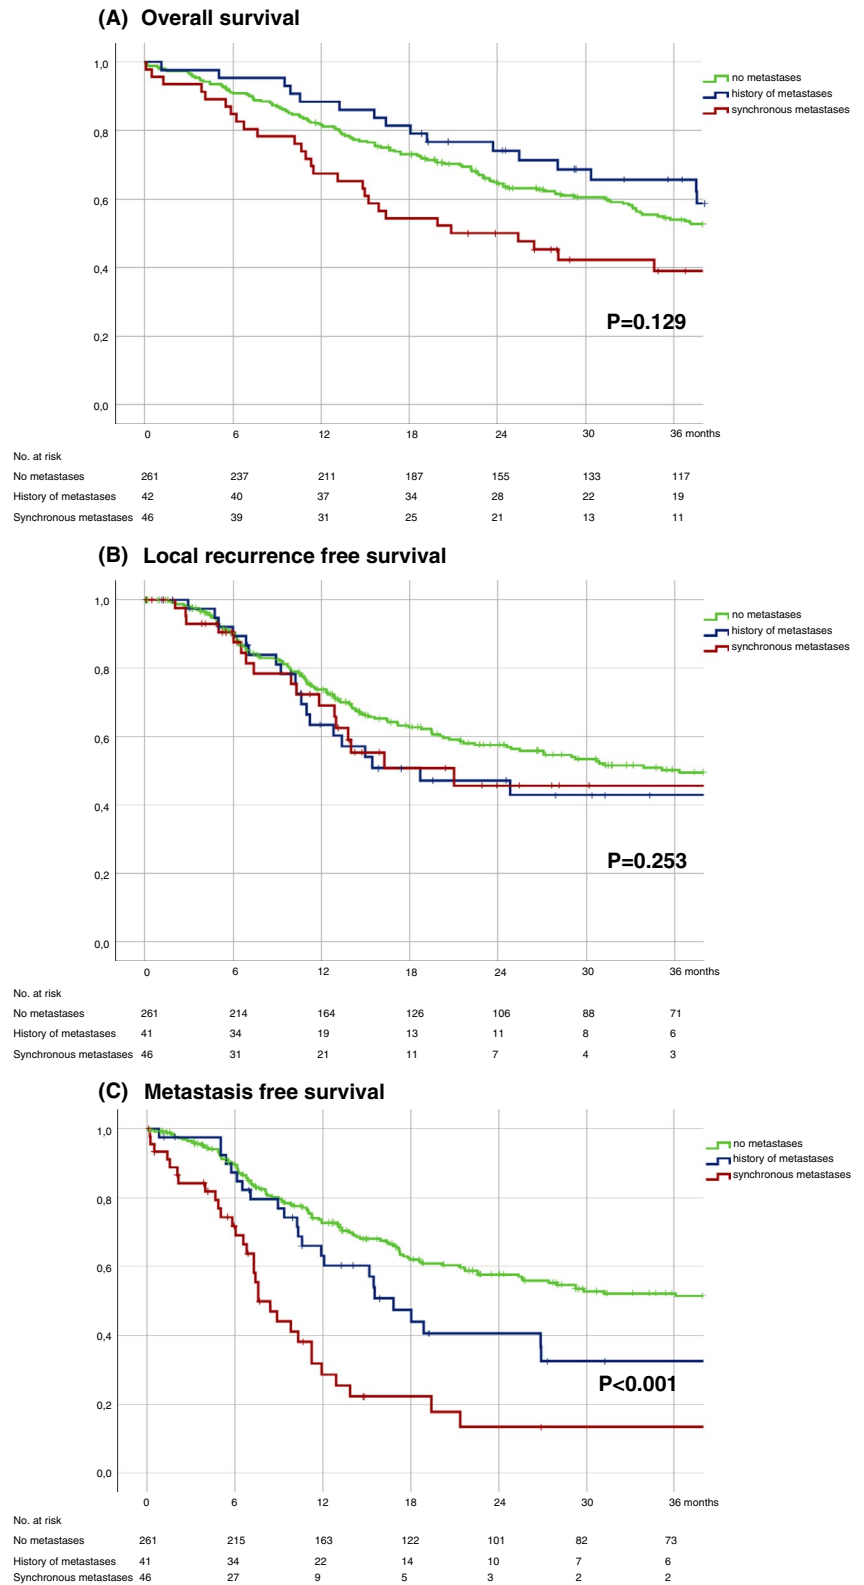 (A) Overall survival
1,0
0,8
0,6
0,4
0,2
0,0
no metastases
history of metastases
synchronous metastases
P=0.129
0 6 12 18 24 30 36 months
No. at risk
No metastases 261 237 211 187 155 133 117
History of metastases 42 40 37 34 28 22 19
Synchronous metastases 46 39 31 25 21 13 11
(B) Local recurrence free survival
1,0
0,8
0,6
0,4
0,2
0,0
no metastases
history of metastases
synchronous metastases
P=0.253
0 6 12 18 24 30 36 months
No. at risk
No metastases 261 214 164 126 106 88 71
History of metastases 41 34 19 13 11 8 6
Synchronous metastases 46 31 21 11 7 4 3
(C) Metastasis free survival
1,0
0,8
0,6
0,4
0,2
0,0
no metastases
history of metastases
synchronous metastases
P<0.001
0 6 12 18 24 30 36 months
No. at risk
No metastases 261 215 163 122 101 82 73
History of metastases 41 34 22 14 10 7 6
Synchronous metastases 46 27 9 5 3 2 2